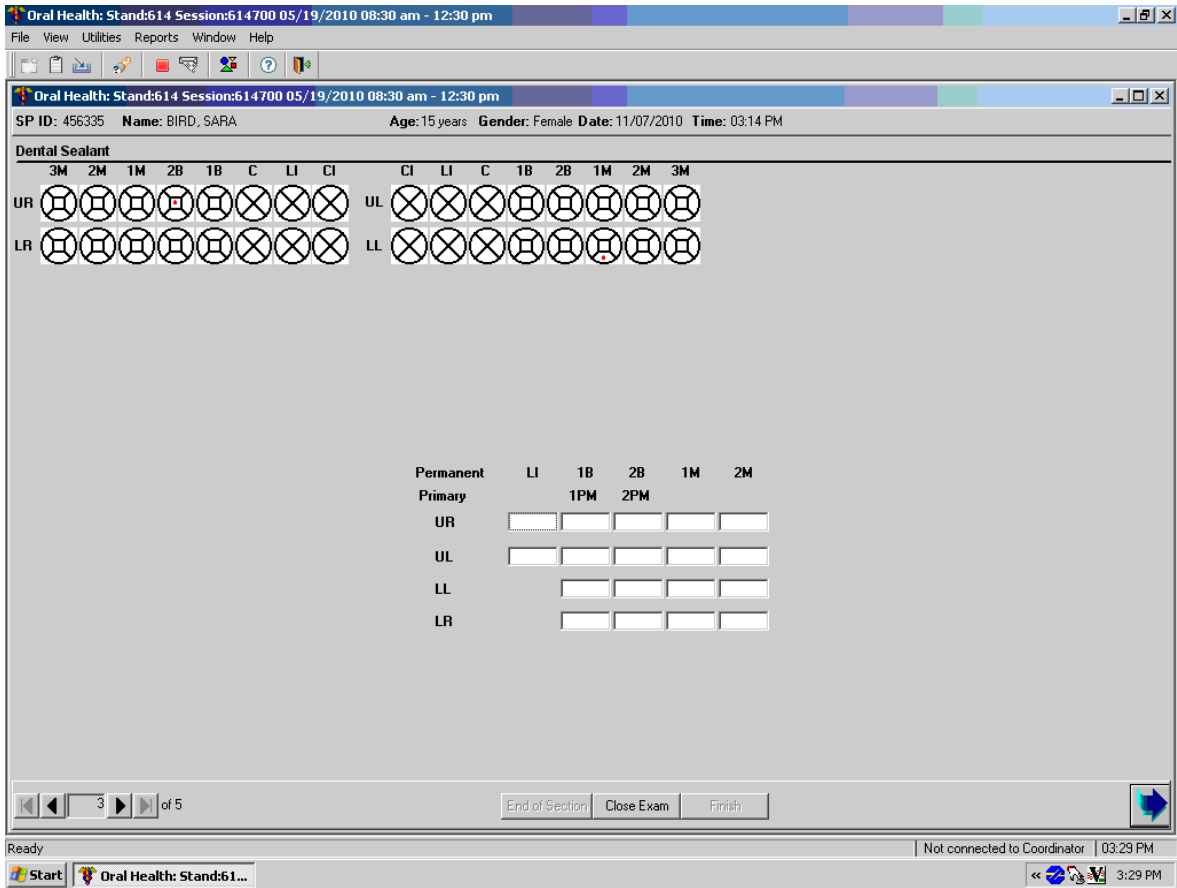 Oral Health: Stand:614 Session:614700 05/19/2010 08:30 am - 12:30 pm
File View Utilities Reports Window Help
Oral Health: Stand:614 Session:614700 05/19/2010 08:30 am - 12:30 pm
SP ID: 456335 Name: BIRD, SARA Age: 15 years Gender: Female Date: 11/07/2010 Time: 03:14 PM
Dental Sealant
3M 2M 1M 2B 1B C LI CI CI LI C 1B 2B 1M 2M 3M
UR UL
LR LL
Permanent LI 1B 2B 1M 2M
Primary 1PM 2PM
UR
UL
LL
LR
3 of 5 End of Section Close Exam Finish
Ready Not connected to Coordinator 03:29 PM
Start Oral Health: Stand:61... « 3:29 PM